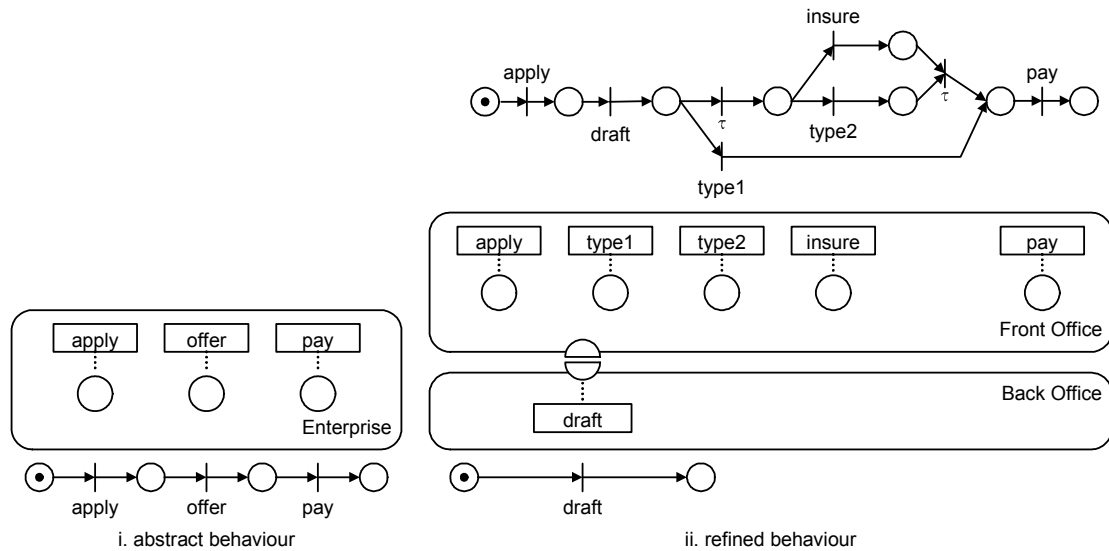 insure
apply
pay
draft
τ
type2
τ
type1
apply
type1
type2
insure
pay
Front Office
apply
offer
pay
Enterprise
Back Office
draft
apply
offer
pay
draft
i. abstract behaviour
ii. refined behaviour